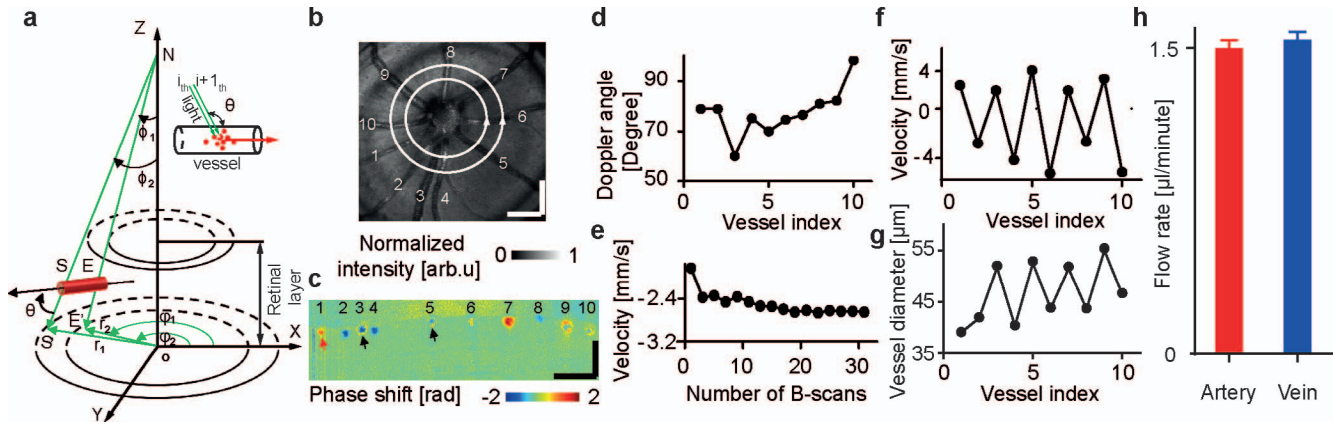 a
Z
N
i_th i+1_th
light
θ
vessel
ϕ1
ϕ2
S
E
θ
Retinal layer
E
S
r2
r1
φ1
φ2
X
o
Y
b
8
9
7
10
6
1
5
2
3
4
Normalized
intensity [arb.u]
0
1
c
1
2
3
4
5
6
7
8
9
10
Phase shift [rad]
-2
2
d
Doppler angle
[Degree]
90
70
50
0
5
10
Vessel index
e
Velocity [mm/s]
-2.4
-3.2
0
10
20
30
Number of B-scans
f
Velocity [mm/s]
4
0
-4
0
5
10
Vessel index
g
Vessel diameter [µm]
55
45
35
0
5
10
Vessel index
h
Flow rate [µl/minute]
1.5
0
Artery
Vein